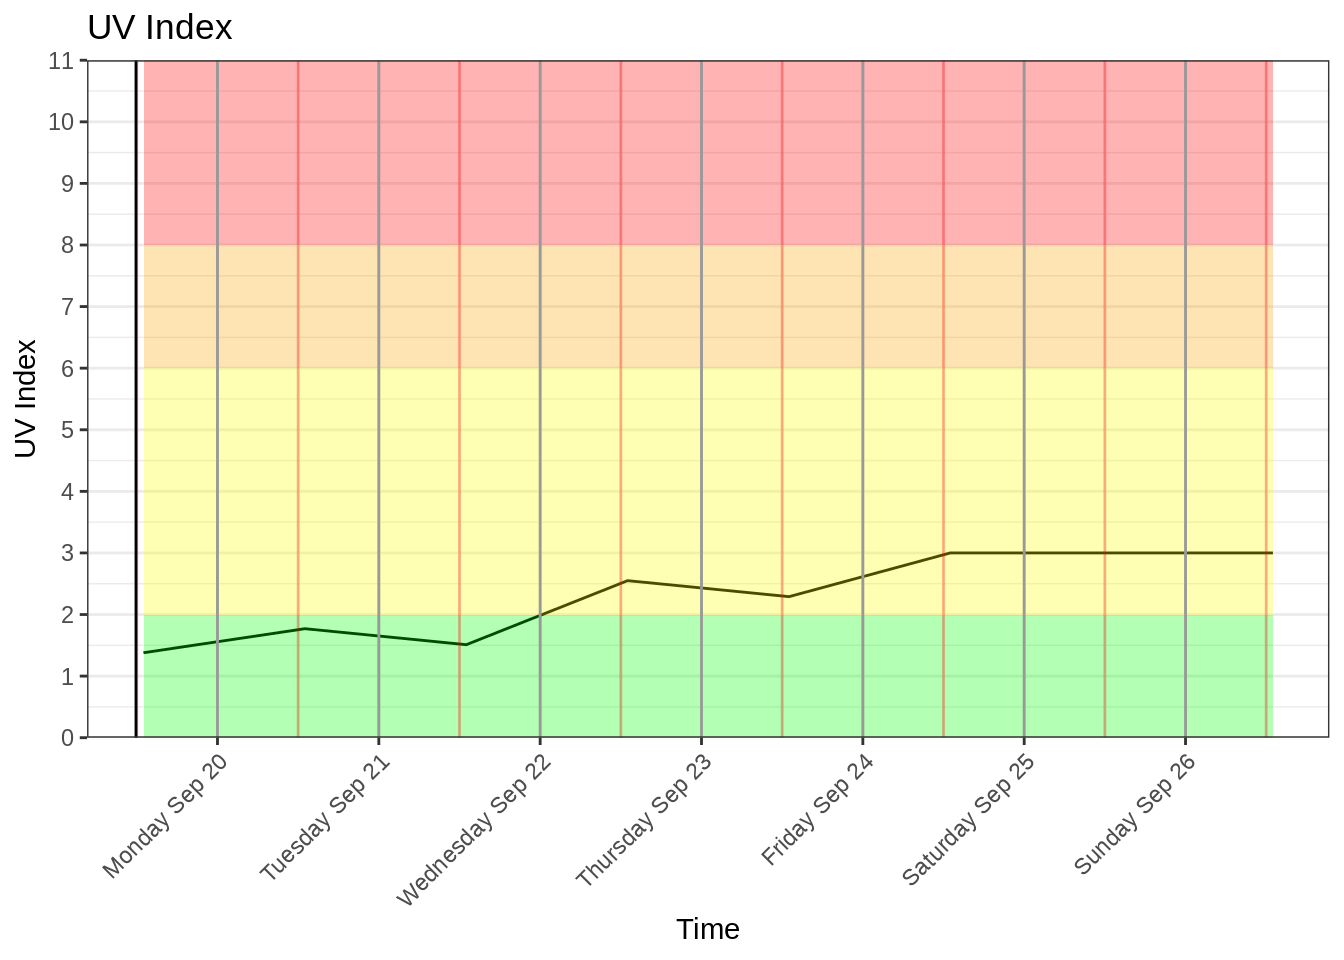 UV Index
11
10
9
8
7
6
5
4
3
2
1
0
UV Index
Monday Sep 20
Tuesday Sep 21
Wednesday Sep 22
Thursday Sep 23
Friday Sep 24
Saturday Sep 25
Sunday Sep 26
Time